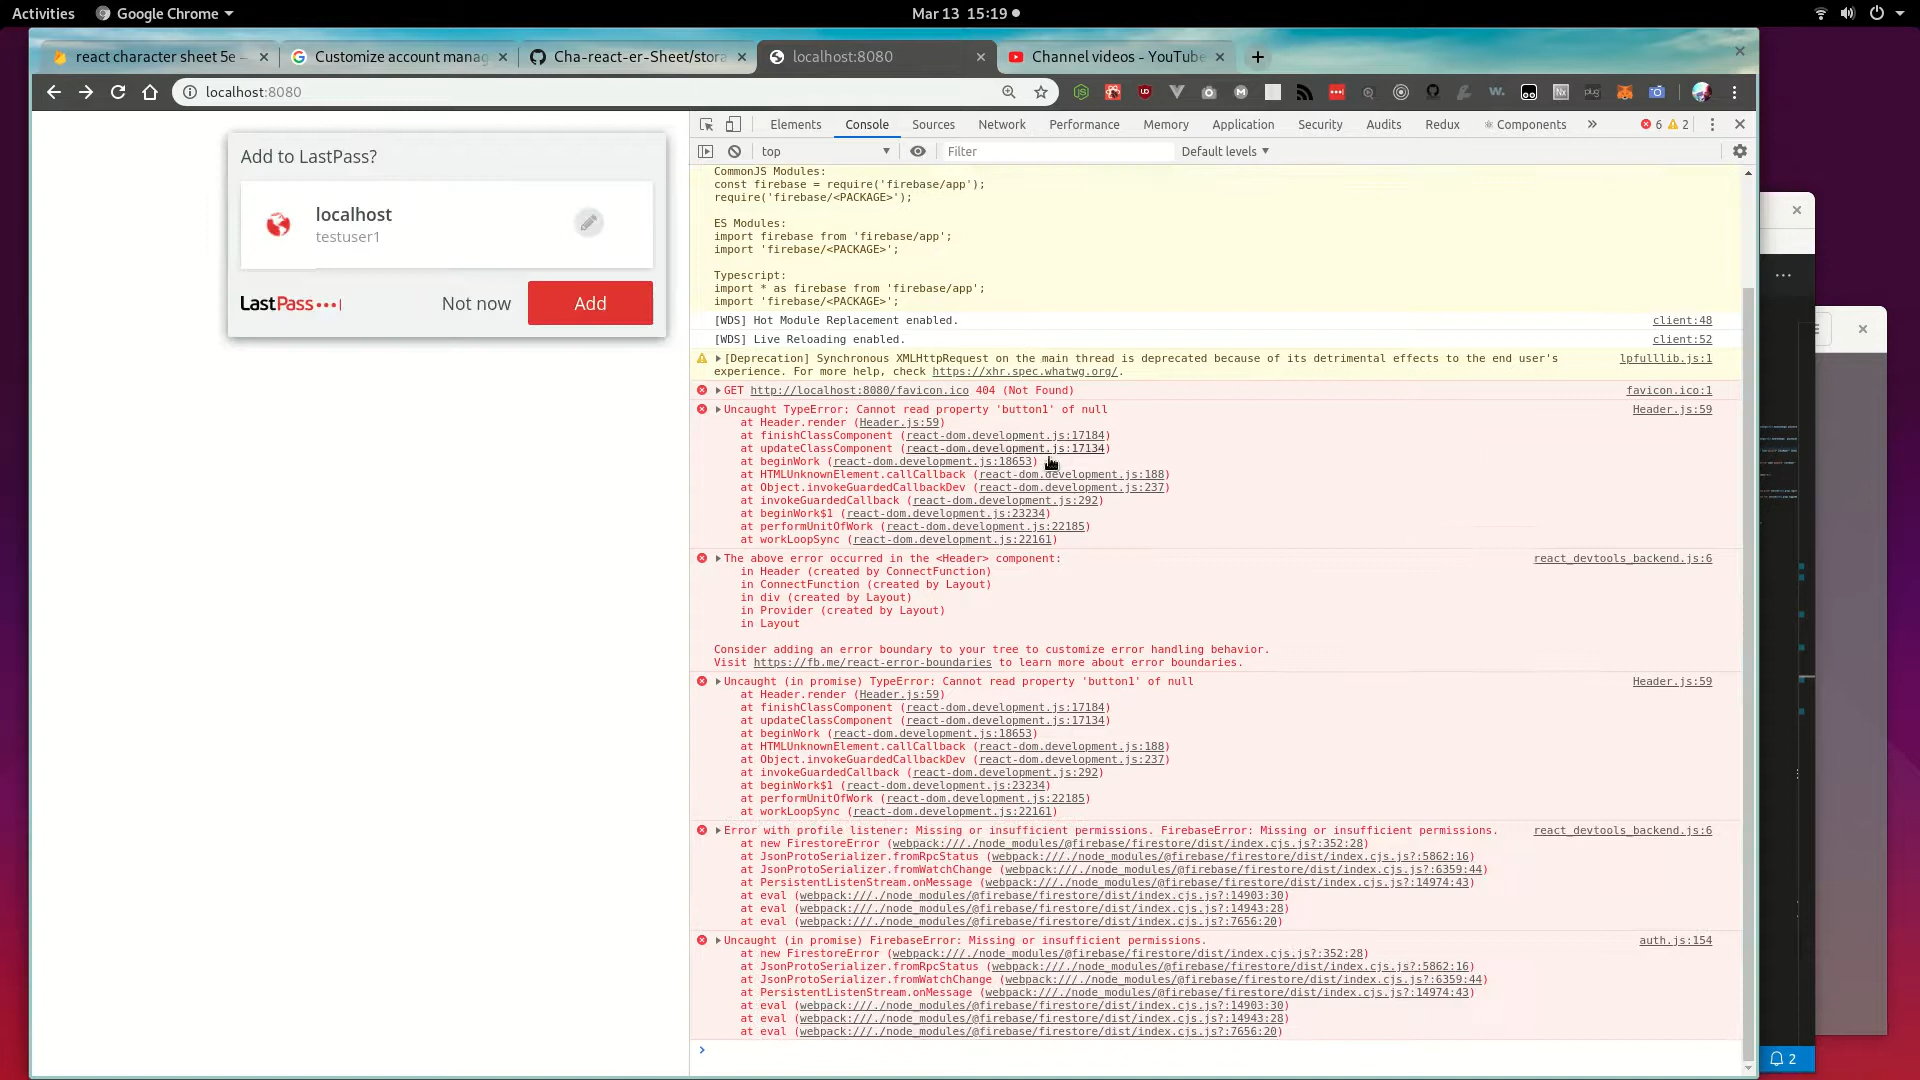 Activities
Google Chrome
Mar 13 15:19
react character sheet 5e –
Customize account manag
Cha-react-er-Sheet/stora
localhost:8080
Channel videos - YouTube
localhost:8080
Add to LastPass?
localhost
testuser1
LastPass
Not now
Add
Elements
Console
Sources
Network
Performance
Memory
Application
Security
Audits
Redux
Components
6
2
top
Filter
Default levels
CommonJS Modules:
const firebase = require('firebase/app');
require('firebase/<PACKAGE>');
ES Modules:
import firebase from 'firebase/app';
import 'firebase/<PACKAGE>';
Typescript:
import * as firebase from 'firebase/app';
import 'firebase/<PACKAGE>';
[WDS] Hot Module Replacement enabled. client:48
[WDS] Live Reloading enabled. client:52
[Deprecation] Synchronous XMLHttpRequest on the main thread is deprecated because of its detrimental effects to the end user's lpfulllib.js:1
experience. For more help, check https://xhr.spec.whatwg.org/.
GET http://localhost:8080/favicon.ico 404 (Not Found) favicon.ico:1
Uncaught TypeError: Cannot read property 'button1' of null Header.js:59
at Header.render (Header.js:59)
at finishClassComponent (react-dom.development.js:17184)
at updateClassComponent (react-dom.development.js:17134)
at beginWork (react-dom.development.js:18653)
at HTMLUnknownElement.callCallback (react-dom.development.js:188)
at Object.invokeGuardedCallbackDev (react-dom.development.js:237)
at invokeGuardedCallback (react-dom.development.js:292)
at beginWork$1 (react-dom.development.js:23234)
at performUnitOfWork (react-dom.development.js:22185)
at workLoopSync (react-dom.development.js:22161)
The above error occurred in the <Header> component: react_devtools_backend.js:6
in Header (created by ConnectFunction)
in ConnectFunction (created by Layout)
in div (created by Layout)
in Provider (created by Layout)
in Layout
Consider adding an error boundary to your tree to customize error handling behavior.
Visit https://fb.me/react-error-boundaries to learn more about error boundaries.
Uncaught (in promise) TypeError: Cannot read property 'button1' of null Header.js:59
at Header.render (Header.js:59)
at finishClassComponent (react-dom.development.js:17184)
at updateClassComponent (react-dom.development.js:17134)
at beginWork (react-dom.development.js:18653)
at HTMLUnknownElement.callCallback (react-dom.development.js:188)
at Object.invokeGuardedCallbackDev (react-dom.development.js:237)
at invokeGuardedCallback (react-dom.development.js:292)
at beginWork$1 (react-dom.development.js:23234)
at performUnitOfWork (react-dom.development.js:22185)
at workLoopSync (react-dom.development.js:22161)
Error with profile listener: Missing or insufficient permissions. FirebaseError: Missing or insufficient permissions. react_devtools_backend.js:6
at new FirestoreError (webpack:///./node_modules/@firebase/firestore/dist/index.cjs.js?:352:28)
at JsonProtoSerializer.fromRpcStatus (webpack:///./node_modules/@firebase/firestore/dist/index.cjs.js?:5862:16)
at JsonProtoSerializer.fromWatchChange (webpack:///./node_modules/@firebase/firestore/dist/index.cjs.js?:6359:44)
at PersistentListenStream.onMessage (webpack:///./node_modules/@firebase/firestore/dist/index.cjs.js?:14974:43)
at eval (webpack:///./node_modules/@firebase/firestore/dist/index.cjs.js?:14903:30)
at eval (webpack:///./node_modules/@firebase/firestore/dist/index.cjs.js?:14943:28)
at eval (webpack:///./node_modules/@firebase/firestore/dist/index.cjs.js?:7656:20)
Uncaught (in promise) FirebaseError: Missing or insufficient permissions. auth.js:154
at new FirestoreError (webpack:///./node_modules/@firebase/firestore/dist/index.cjs.js?:352:28)
at JsonProtoSerializer.fromRpcStatus (webpack:///./node_modules/@firebase/firestore/dist/index.cjs.js?:5862:16)
at JsonProtoSerializer.fromWatchChange (webpack:///./node_modules/@firebase/firestore/dist/index.cjs.js?:6359:44)
at PersistentListenStream.onMessage (webpack:///./node_modules/@firebase/firestore/dist/index.cjs.js?:14974:43)
at eval (webpack:///./node_modules/@firebase/firestore/dist/index.cjs.js?:14903:30)
at eval (webpack:///./node_modules/@firebase/firestore/dist/index.cjs.js?:14943:28)
at eval (webpack:///./node_modules/@firebase/firestore/dist/index.cjs.js?:7656:20)
2